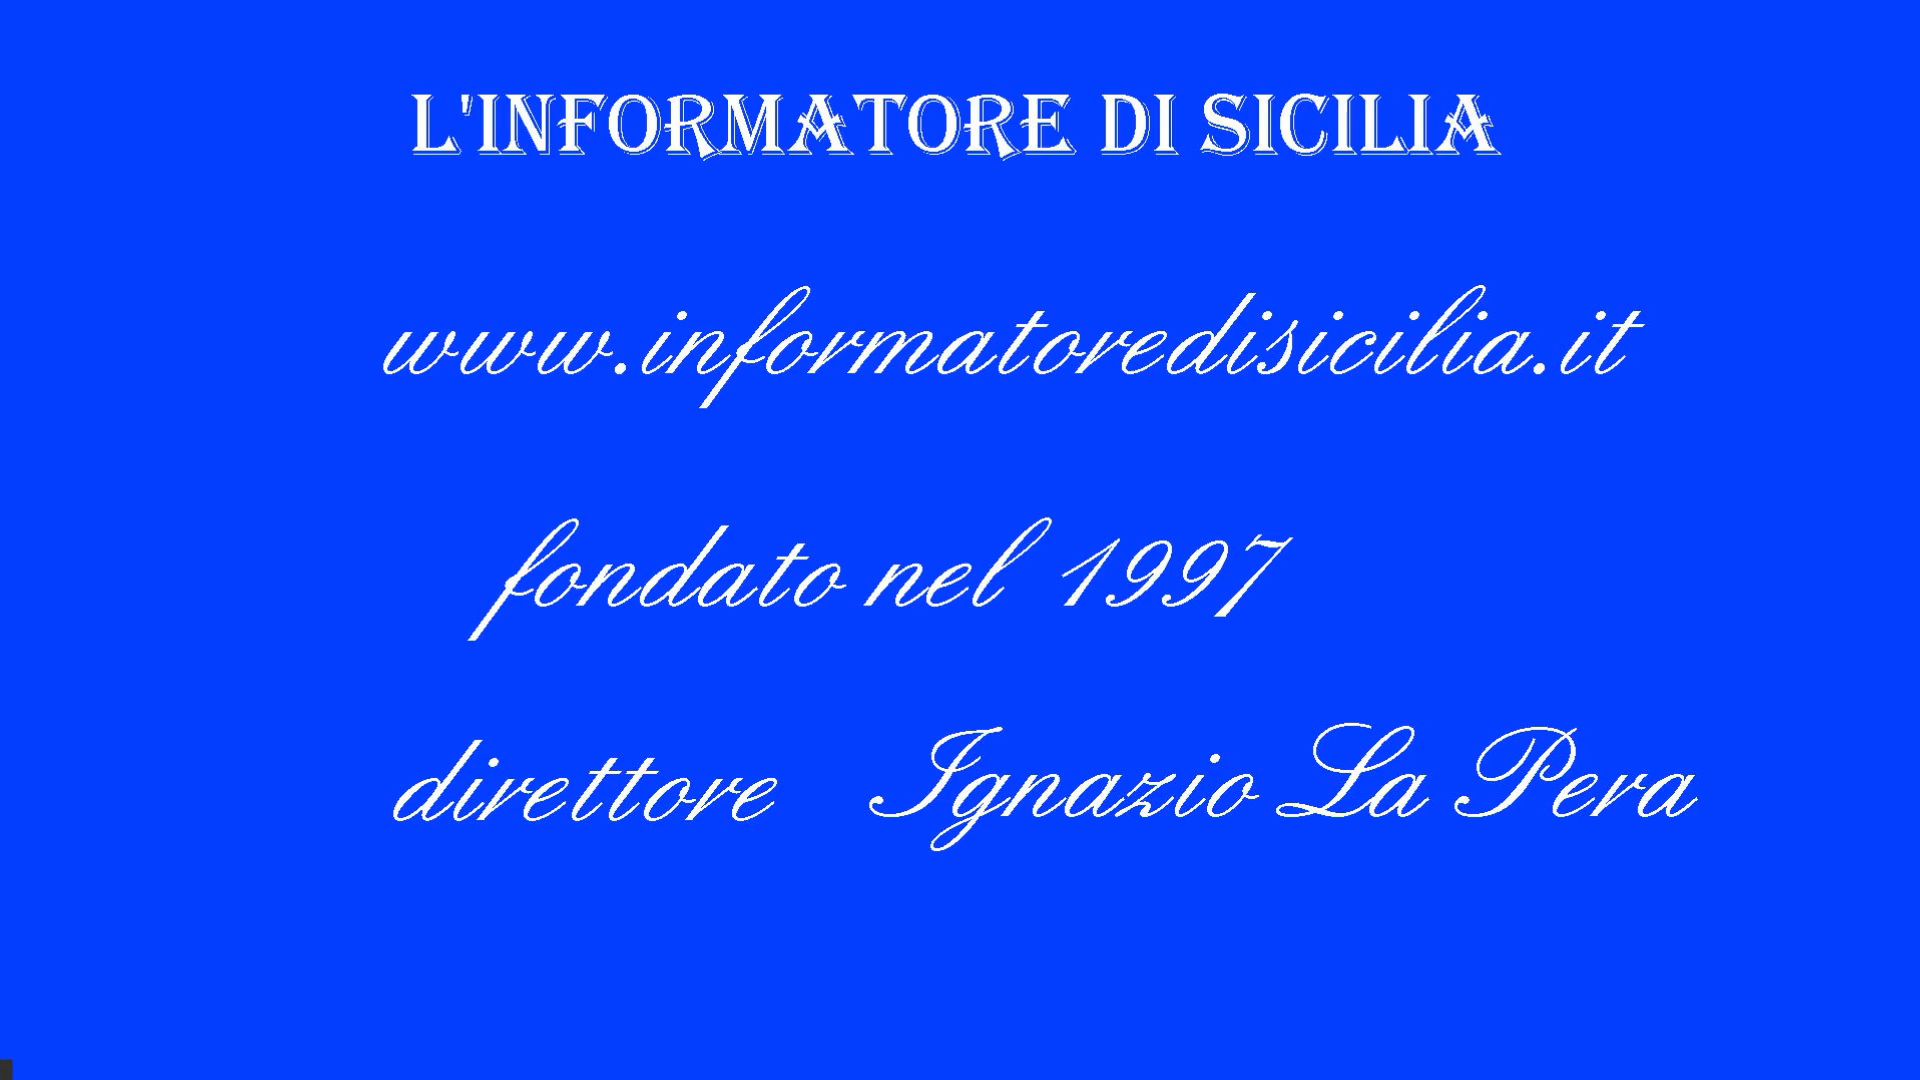 L'INFORMATORE DI SICILIA
www.informatoredisicilia.it
fondato nel 1997
direttore Ignazio La Pera